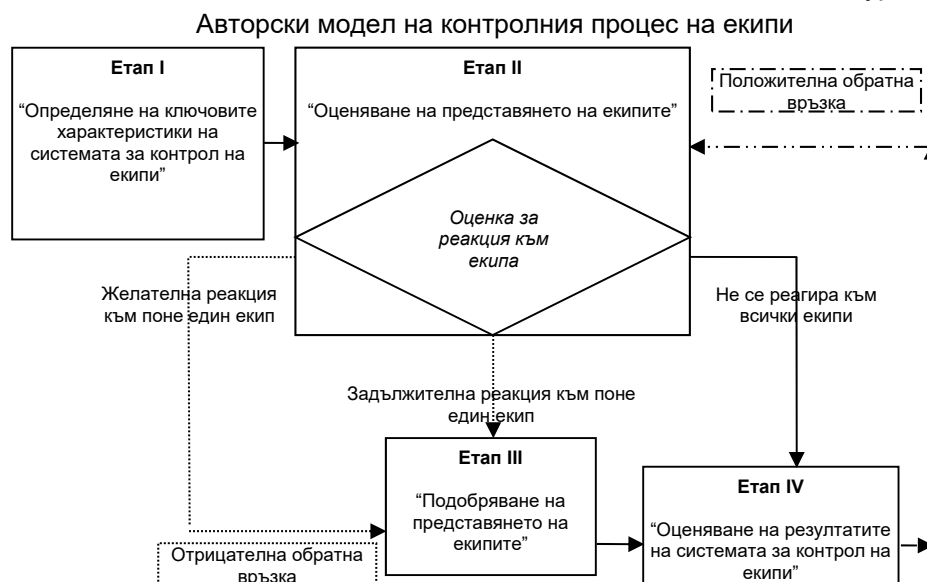 Авторски модел на контролния процес на екипи
Етап I
“Определяне на ключовите
характеристики на
системата за контрол на
екипи”
Етап II
“Оценяване на представянето на екипите”
Оценка за
реакция към
екипа
Положителна обратна
връзка
Желателна реакция
към поне един екип
Не се реагира към
всички екипи
Задължителна реакция към поне
един екип
Етап III
“Подобряване на
представянето на
екипите”
Етап IV
“Оценяване на резултатите
на системата за контрол на
екипи”
Отрицателна обратна
връзка